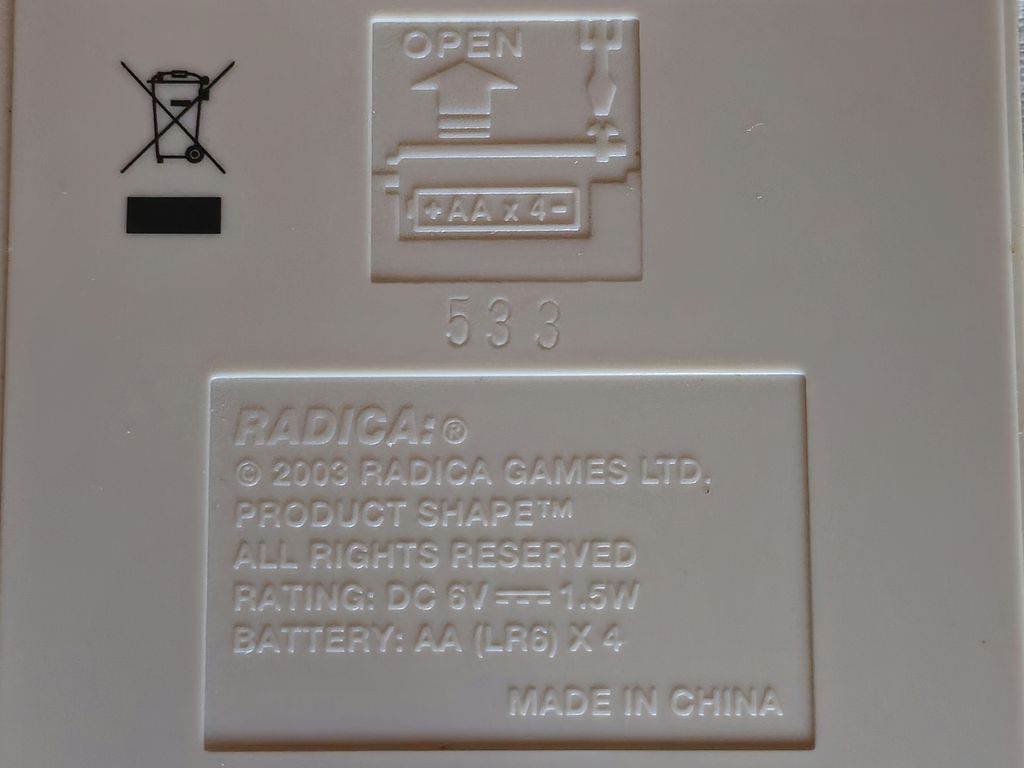 OPEN
+ AA x 4 -
533
RADICA:®
© 2003 RADICA GAMES LTD.
PRODUCT SHAPE™
ALL RIGHTS RESERVED
RATING: DC 6V ⎓ 1.5W
BATTERY: AA (LR6) X 4
MADE IN CHINA